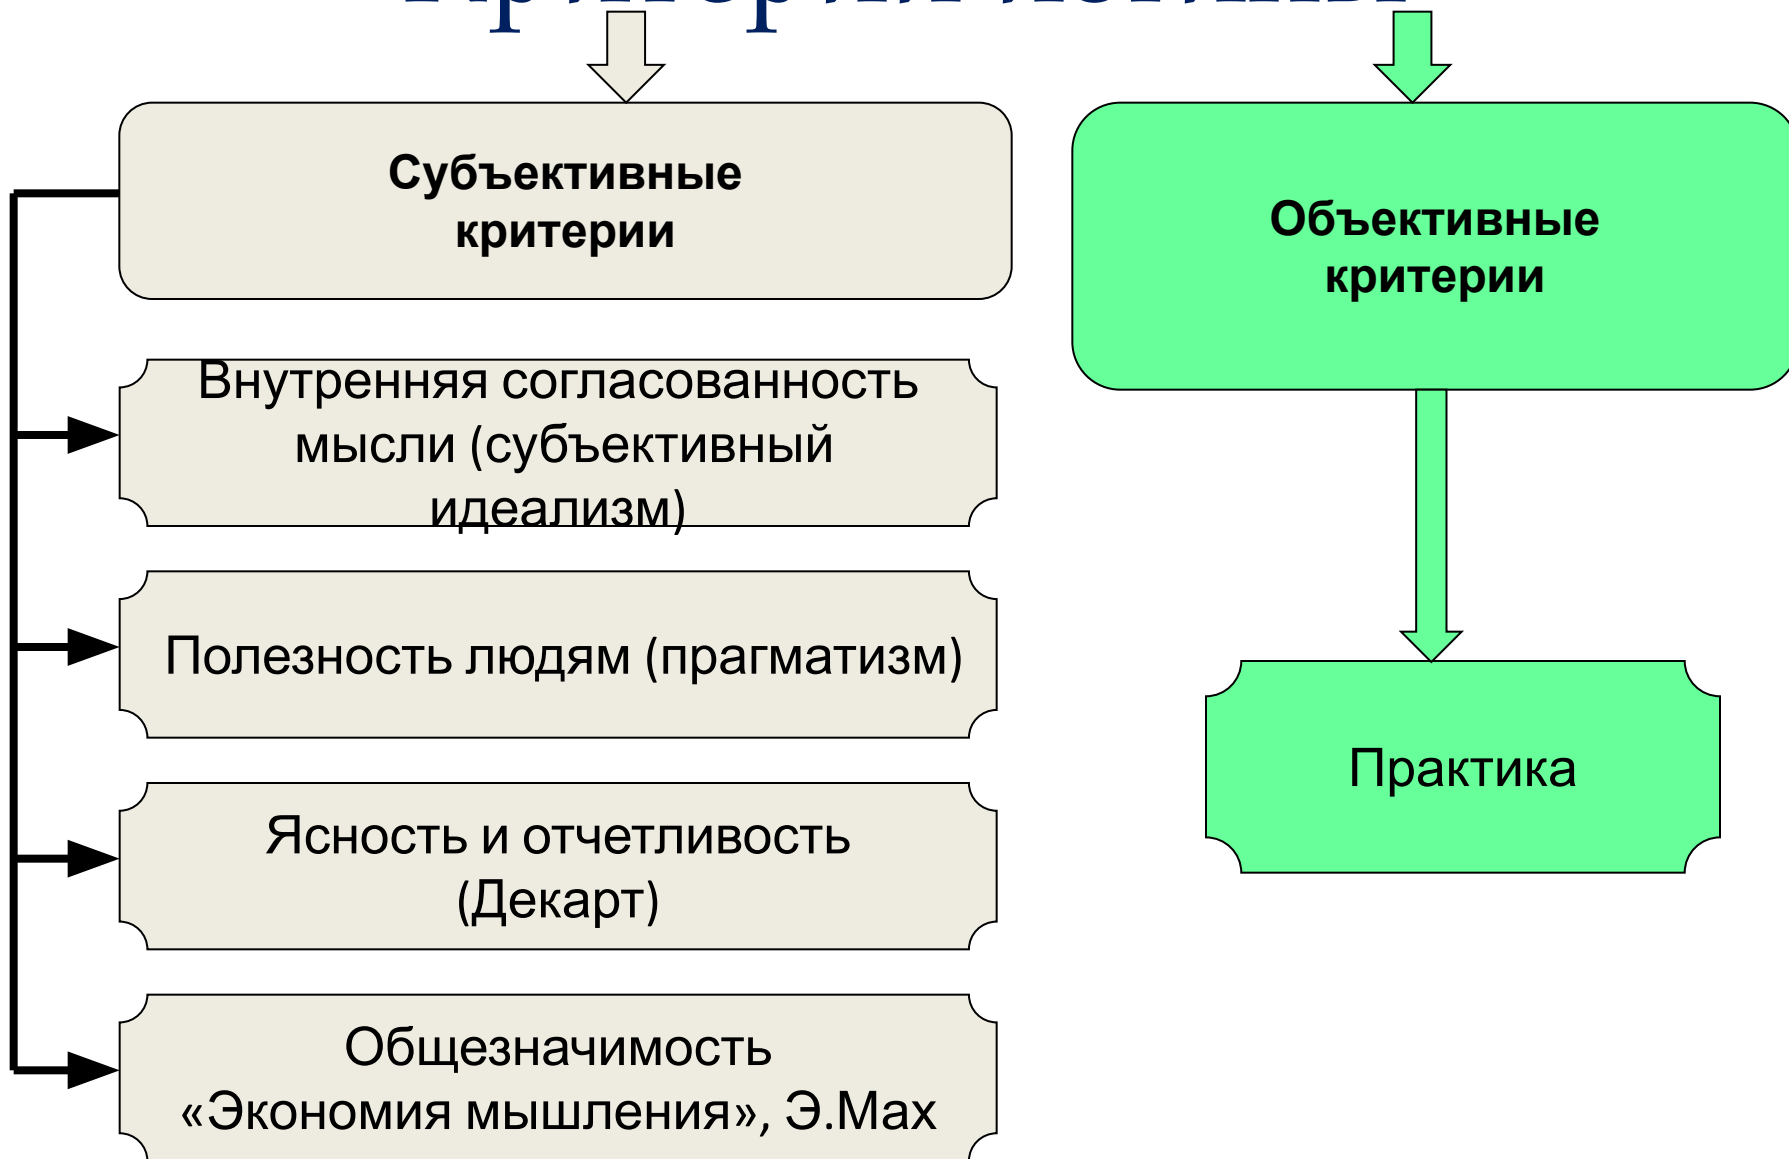 Субъективные
критерии
Объективные
критерии
Внутренняя согласованность
мысли (субъективный
идеализм)
Полезность людям (прагматизм)
Практика
Ясность и отчетливость
(Декарт)
Общезначимость
«Экономия мышления», Э.Мах